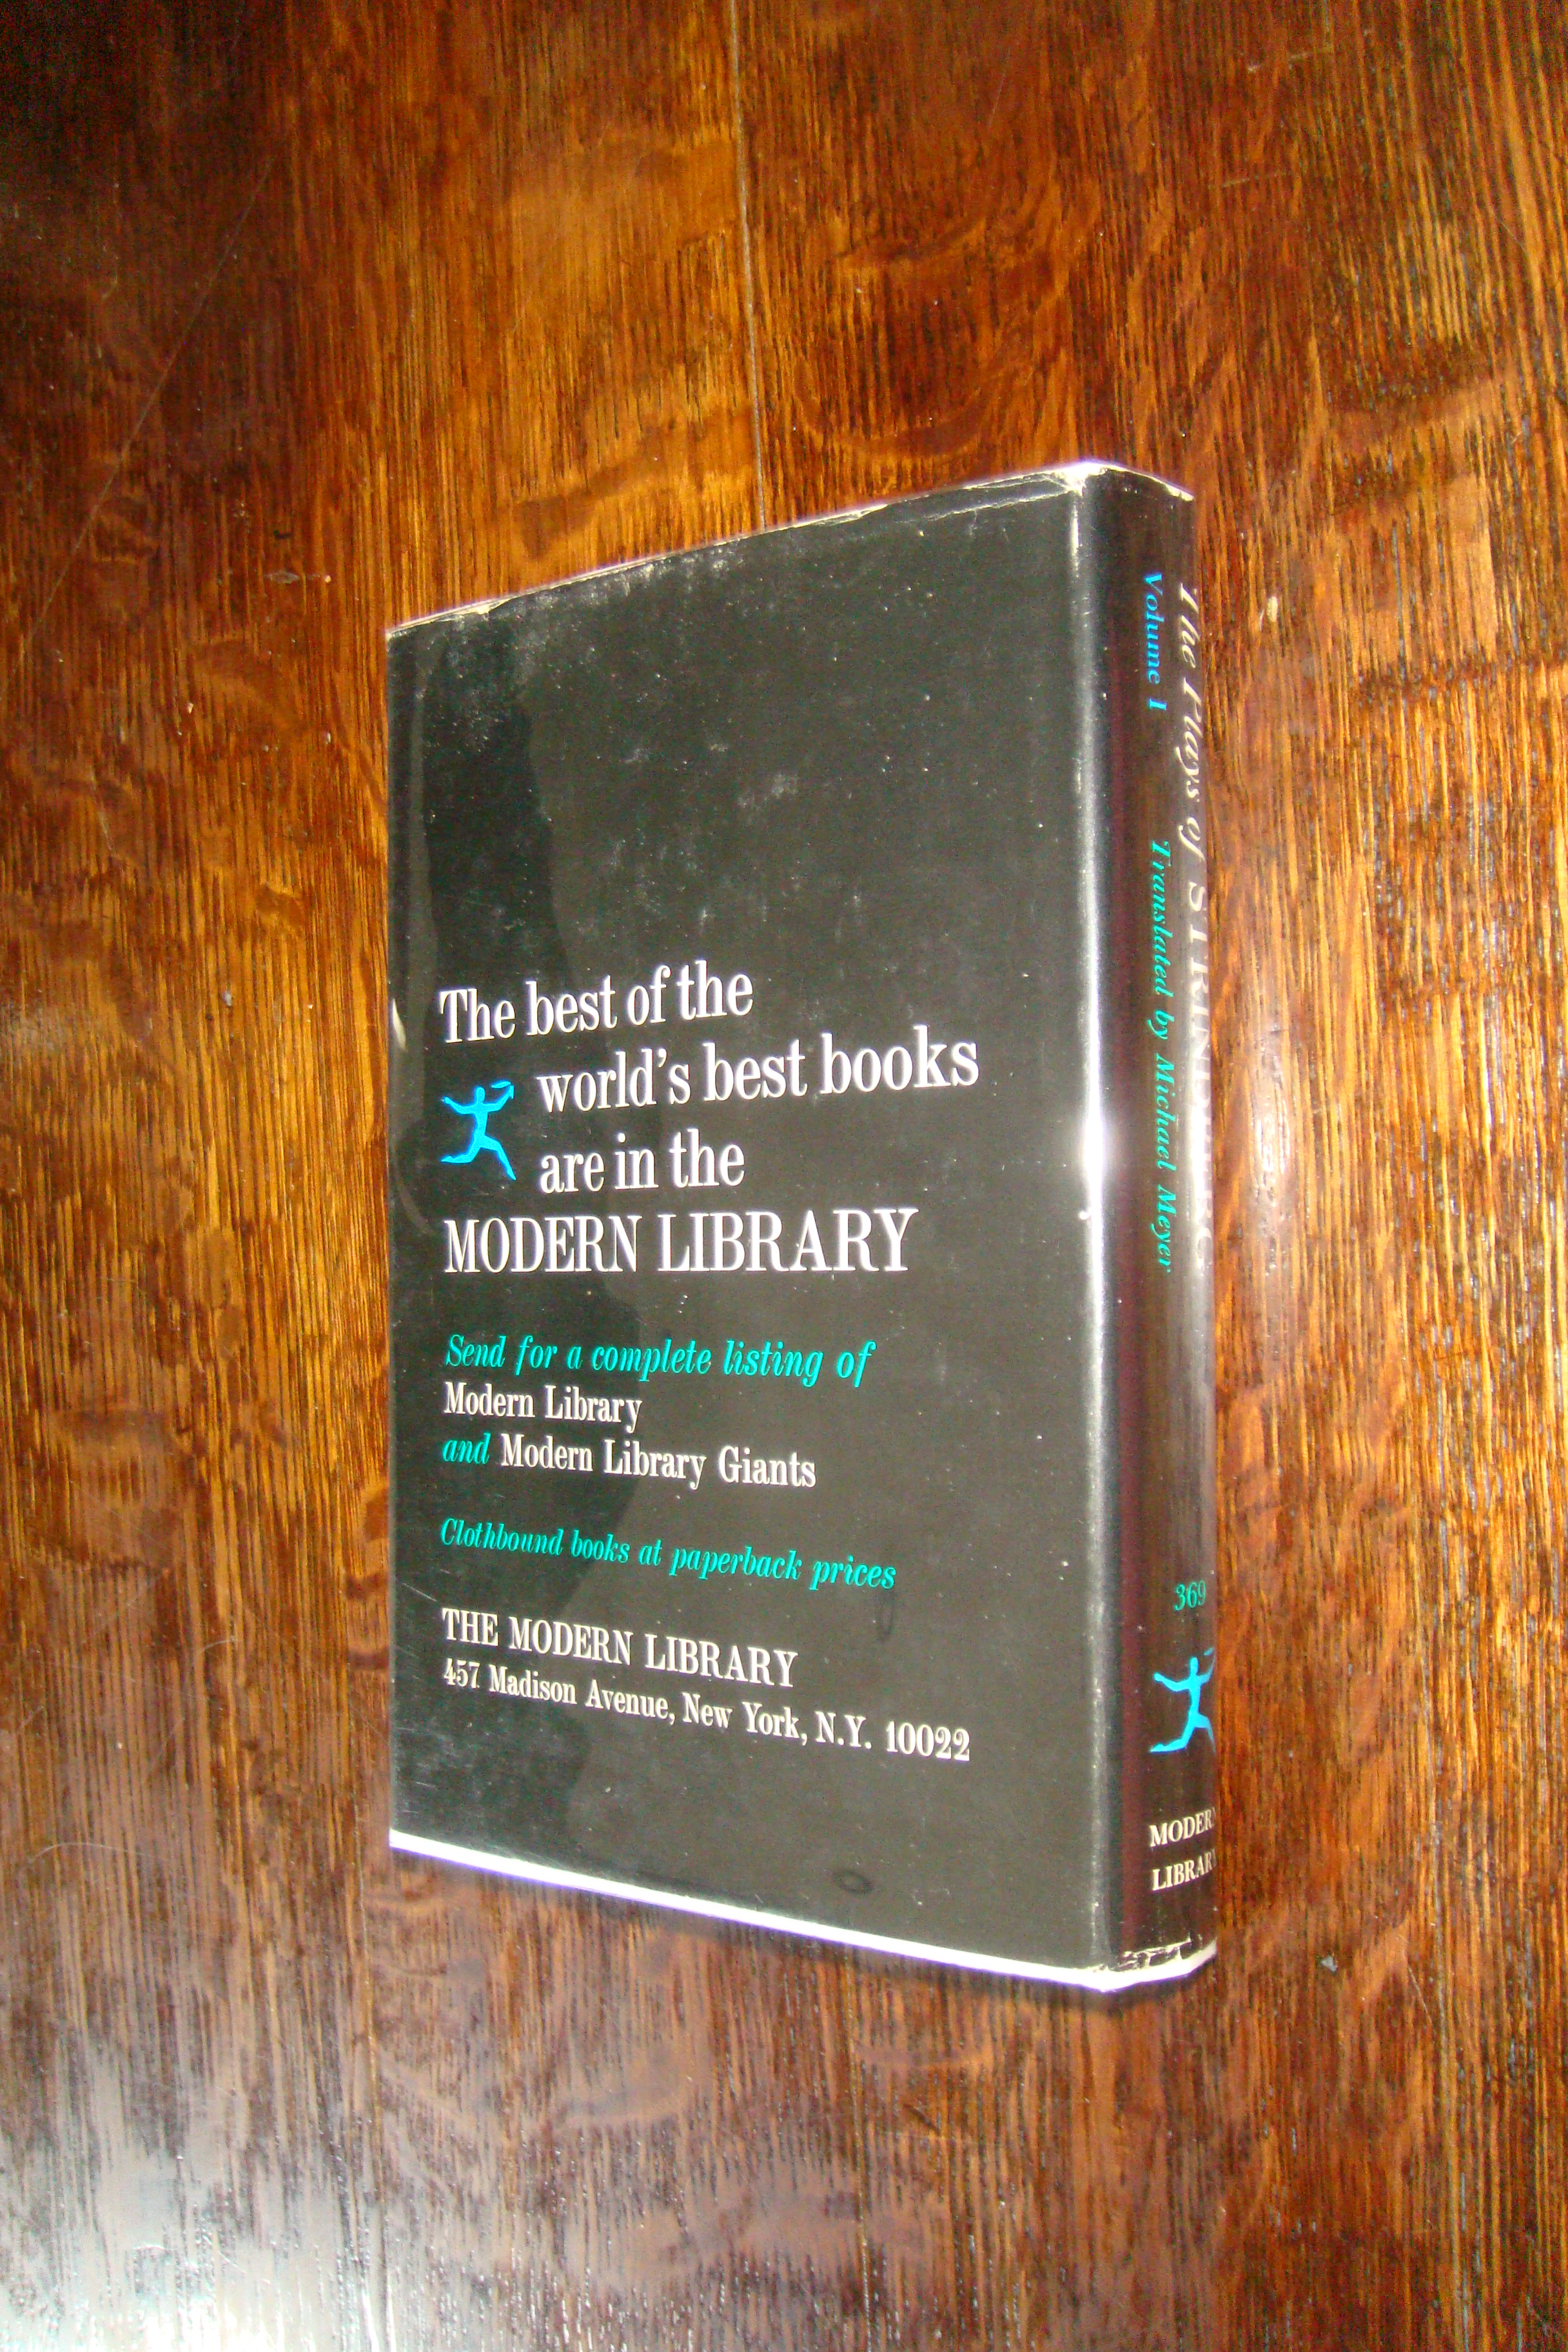 The best of the
world's best books
are in the
MODERN LIBRARY
Send for a complete listing of
Modern Library
and Modern Library Giants
Clothbound books at paperback prices
THE MODERN LIBRARY
457 Madison Avenue, New York, N.Y. 10022
The Plays of STRINDBERG
Volume I
Translated by Michael Meyer
369
MODERN
LIBRARY